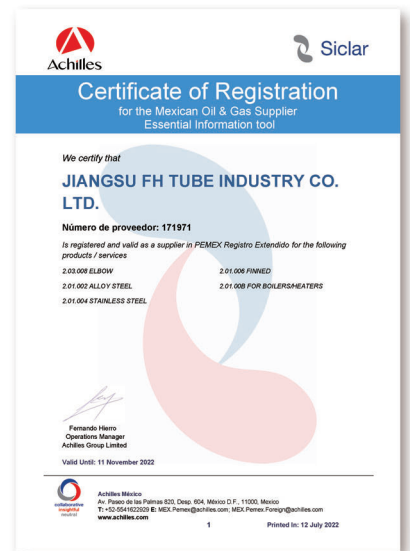 Achilles
Siclar
Certificate of Registration
for the Mexican Oil & Gas Supplier
Essential Information tool
We certify that
JIANGSU FH TUBE INDUSTRY CO.
LTD.
Número de proveedor: 171971
Is registered and valid as a supplier in PEMEX Registro Extendido for the following
products / services
2.03.008 ELBOW
2.01.006 FINNED
2.01.002 ALLOY STEEL
2.01.00B FOR BOILERS/HEATERS
2.01.004 STAINLESS STEEL
Fernando Hierro
Operations Manager
Achilles Group Limited
Valid Until: 11 November 2022
collaborative
insightful
neutral
Achilles México
Av. Paseo de las Palmas 820, Desp. 604, México D.F., 11000, Mexico
T: +52-5541622929 E: MEX.Pemex@achilles.com; MEX.Pemex.Foreign@achilles.com
www.achilles.com
1
Printed In: 12 July 2022